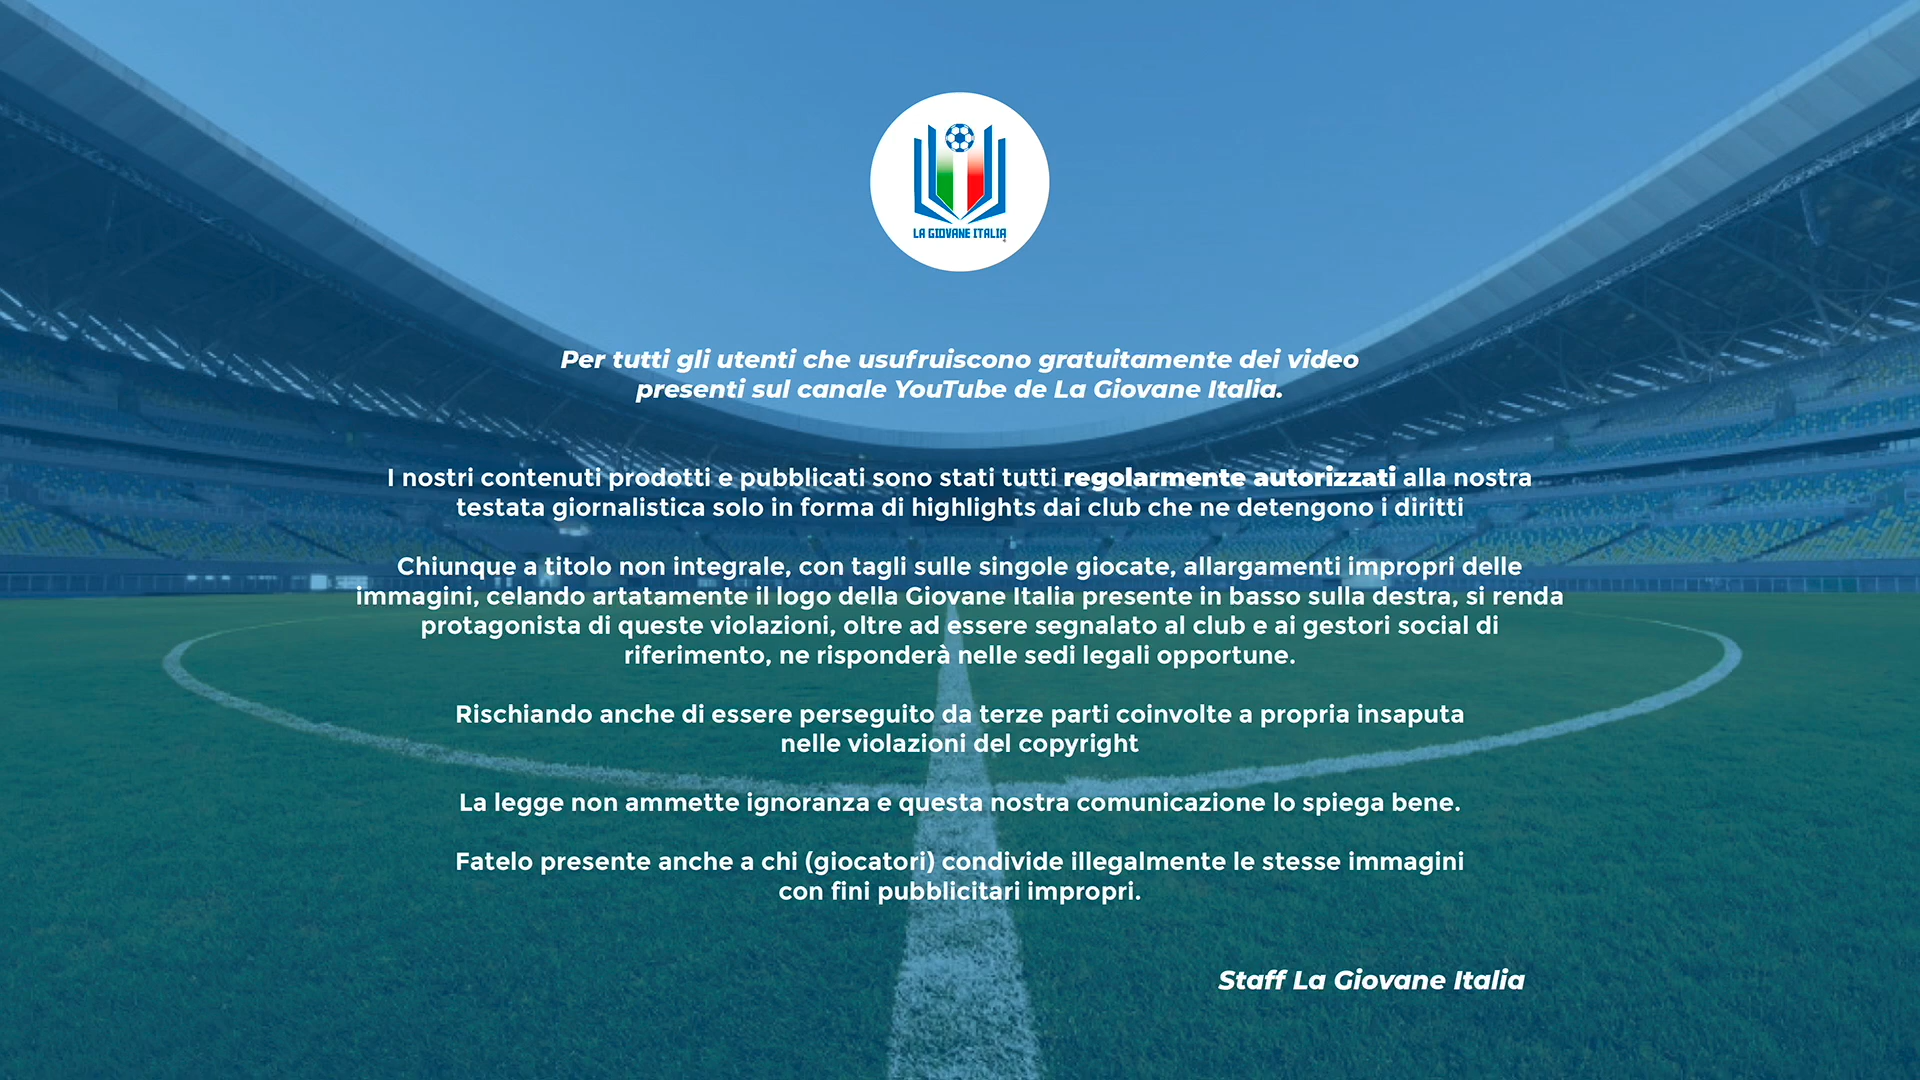 LA GIOVANE ITALIA
Per tutti gli utenti che usufruiscono gratuitamente dei video
presenti sul canale YouTube de La Giovane Italia.
I nostri contenuti prodotti e pubblicati sono stati tutti regolarmente autorizzati alla nostra
testata giornalistica solo in forma di highlights dai club che ne detengono i diritti
Chiunque a titolo non integrale, con tagli sulle singole giocate, allargamenti impropri delle
immagini, celando artatamente il logo della Giovane Italia presente in basso sulla destra, si renda
protagonista di queste violazioni, oltre ad essere segnalato al club e ai gestori social di
riferimento, ne risponderà nelle sedi legali opportune.
Rischiando anche di essere perseguito da terze parti coinvolte a propria insaputa
nelle violazioni del copyright
La legge non ammette ignoranza e questa nostra comunicazione lo spiega bene.
Fatelo presente anche a chi (giocatori) condivide illegalmente le stesse immagini
con fini pubblicitari impropri.
Staff La Giovane Italia